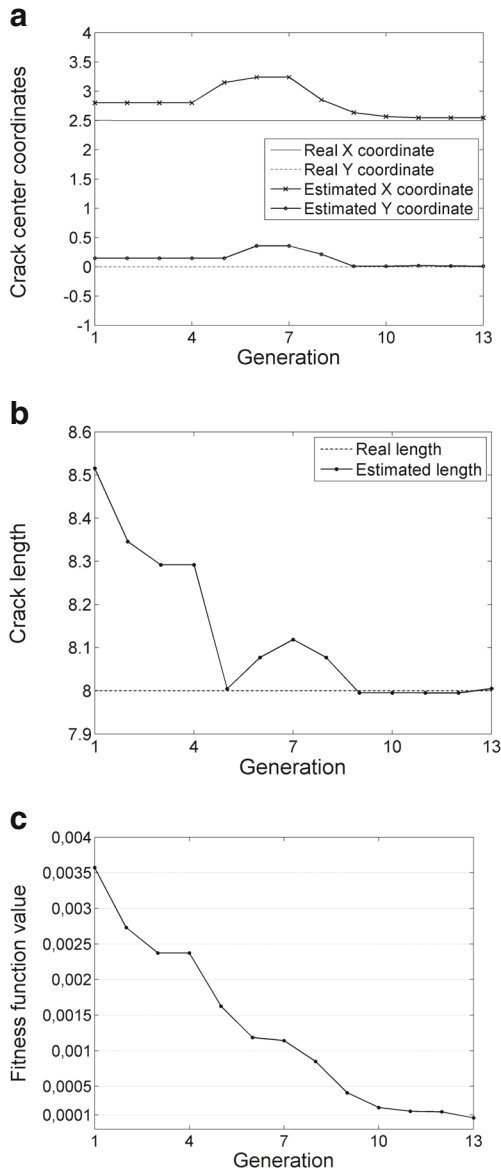 a
4
3.5
3
2.5
2
1.5
1
0.5
0
-0.5
-1
Crack center coordinates
Real X coordinate
Real Y coordinate
Estimated X coordinate
Estimated Y coordinate
1 4 7 10 13
Generation
b
8.6
8.5
8.4
8.3
8.2
8.1
8
7.9
Crack length
Real length
Estimated length
1 4 7 10 13
Generation
c
0,004
0,0035
0,003
0,0025
0,002
0,0015
0,001
0,0005
0,0001
Fitness function value
1 4 7 10 13
Generation